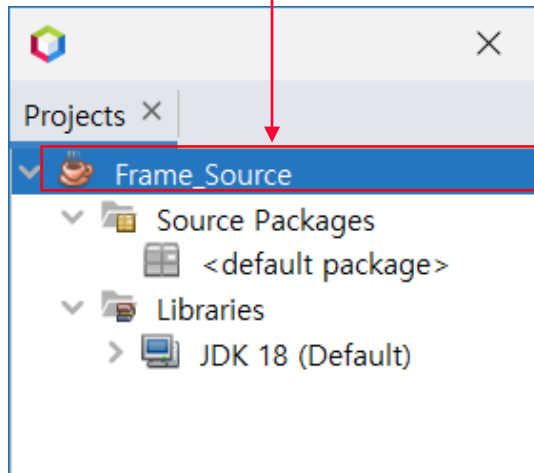 Projects
Frame_Source
Source Packages
<default package>
Libraries
JDK 18 (Default)